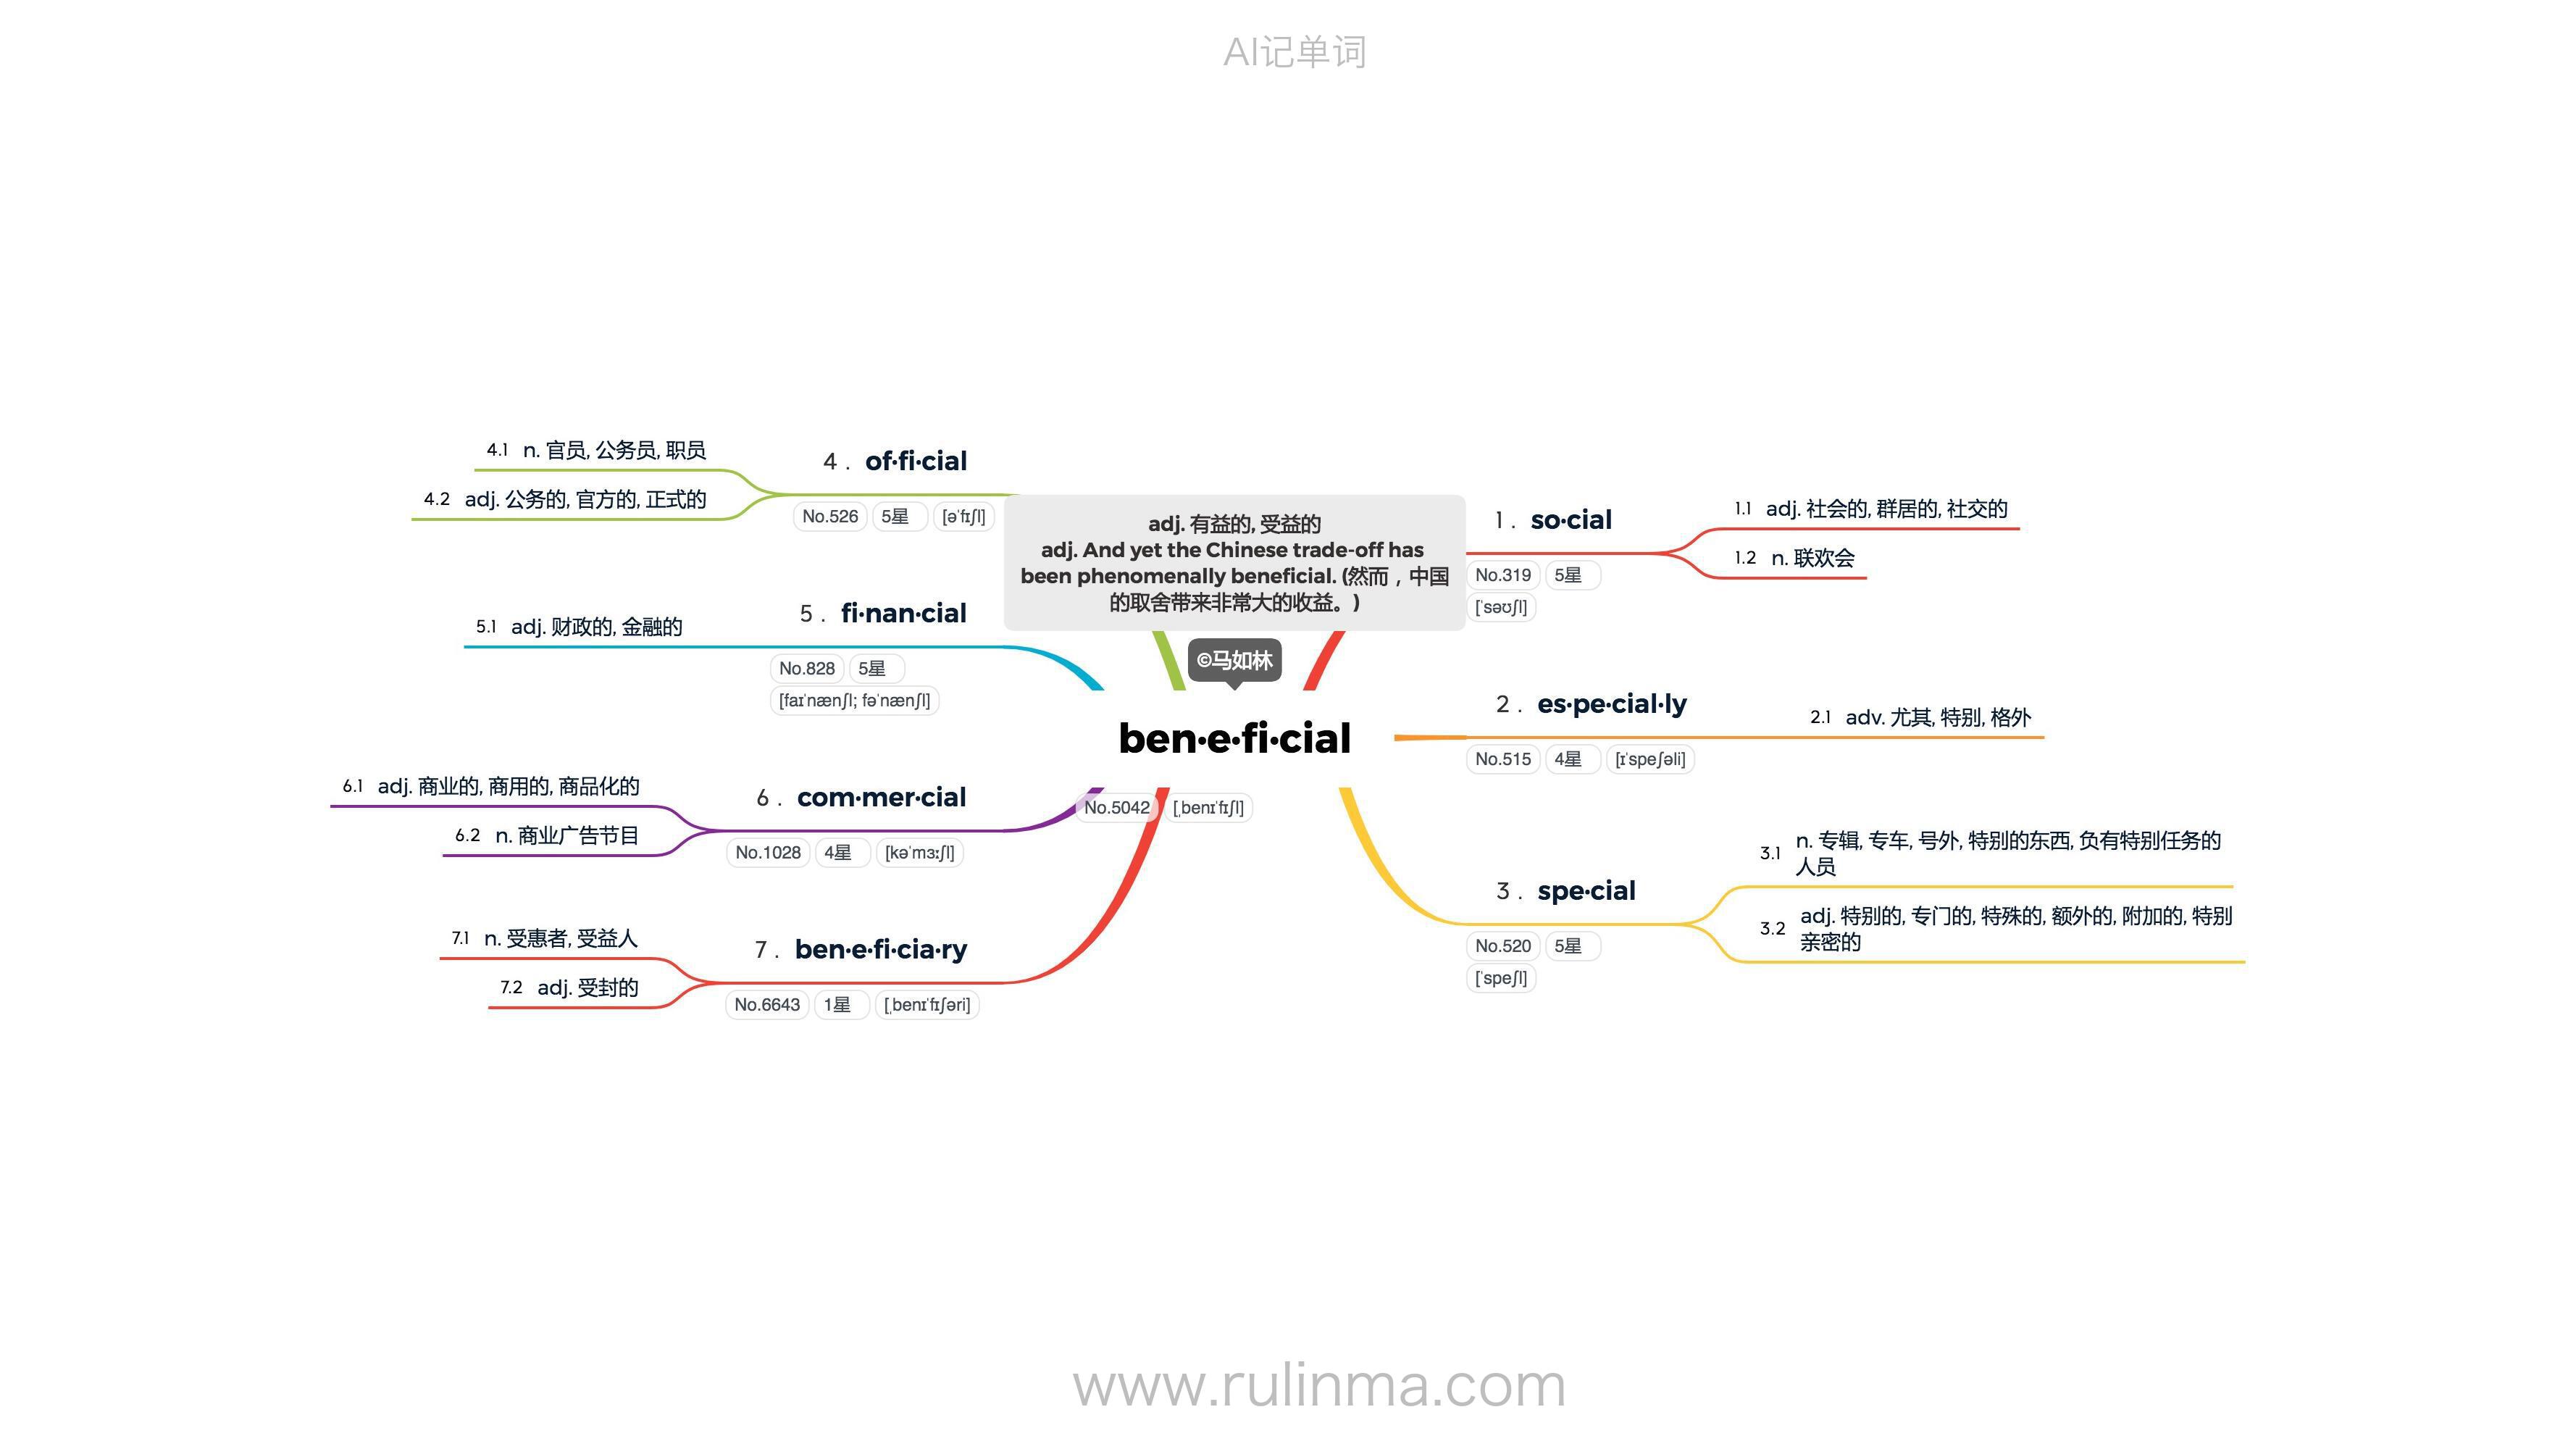 AI记单词
adj. 有益的, 受益的
adj. And yet the Chinese trade-off has
been phenomenally beneficial. (然而，中国
的取舍带来非常大的收益。)
©马如林
ben·e·fi·cial
No.5042 [ˌbenɪˈfɪʃl]
1. so·cial
No.319 5星
[ˈsəʊʃl]
1.1 adj. 社会的, 群居的, 社交的
1.2 n. 联欢会
2. es·pe·cial·ly
No.515 4星 [ɪˈspeʃəli]
2.1 adv. 尤其, 特别, 格外
3. spe·cial
No.520 5星
[ˈspeʃl]
3.1 n. 专辑, 专车, 号外, 特别的东西, 负有特别任务的
人员
3.2 adj. 特别的, 专门的, 特殊的, 额外的, 附加的, 特别
亲密的
4. of·fi·cial
No.526 5星 [əˈfɪʃl]
4.1 n. 官员, 公务员, 职员
4.2 adj. 公务的, 官方的, 正式的
5. fi·nan·cial
No.828 5星
[faɪˈnænʃl; fəˈnænʃl]
5.1 adj. 财政的, 金融的
6. com·mer·cial
No.1028 4星 [kəˈmɜːʃl]
6.1 adj. 商业的, 商用的, 商品化的
6.2 n. 商业广告节目
7. ben·e·fi·cia·ry
No.6643 1星 [ˌbenɪˈfɪʃəri]
7.1 n. 受惠者, 受益人
7.2 adj. 受封的
www.rulinma.com